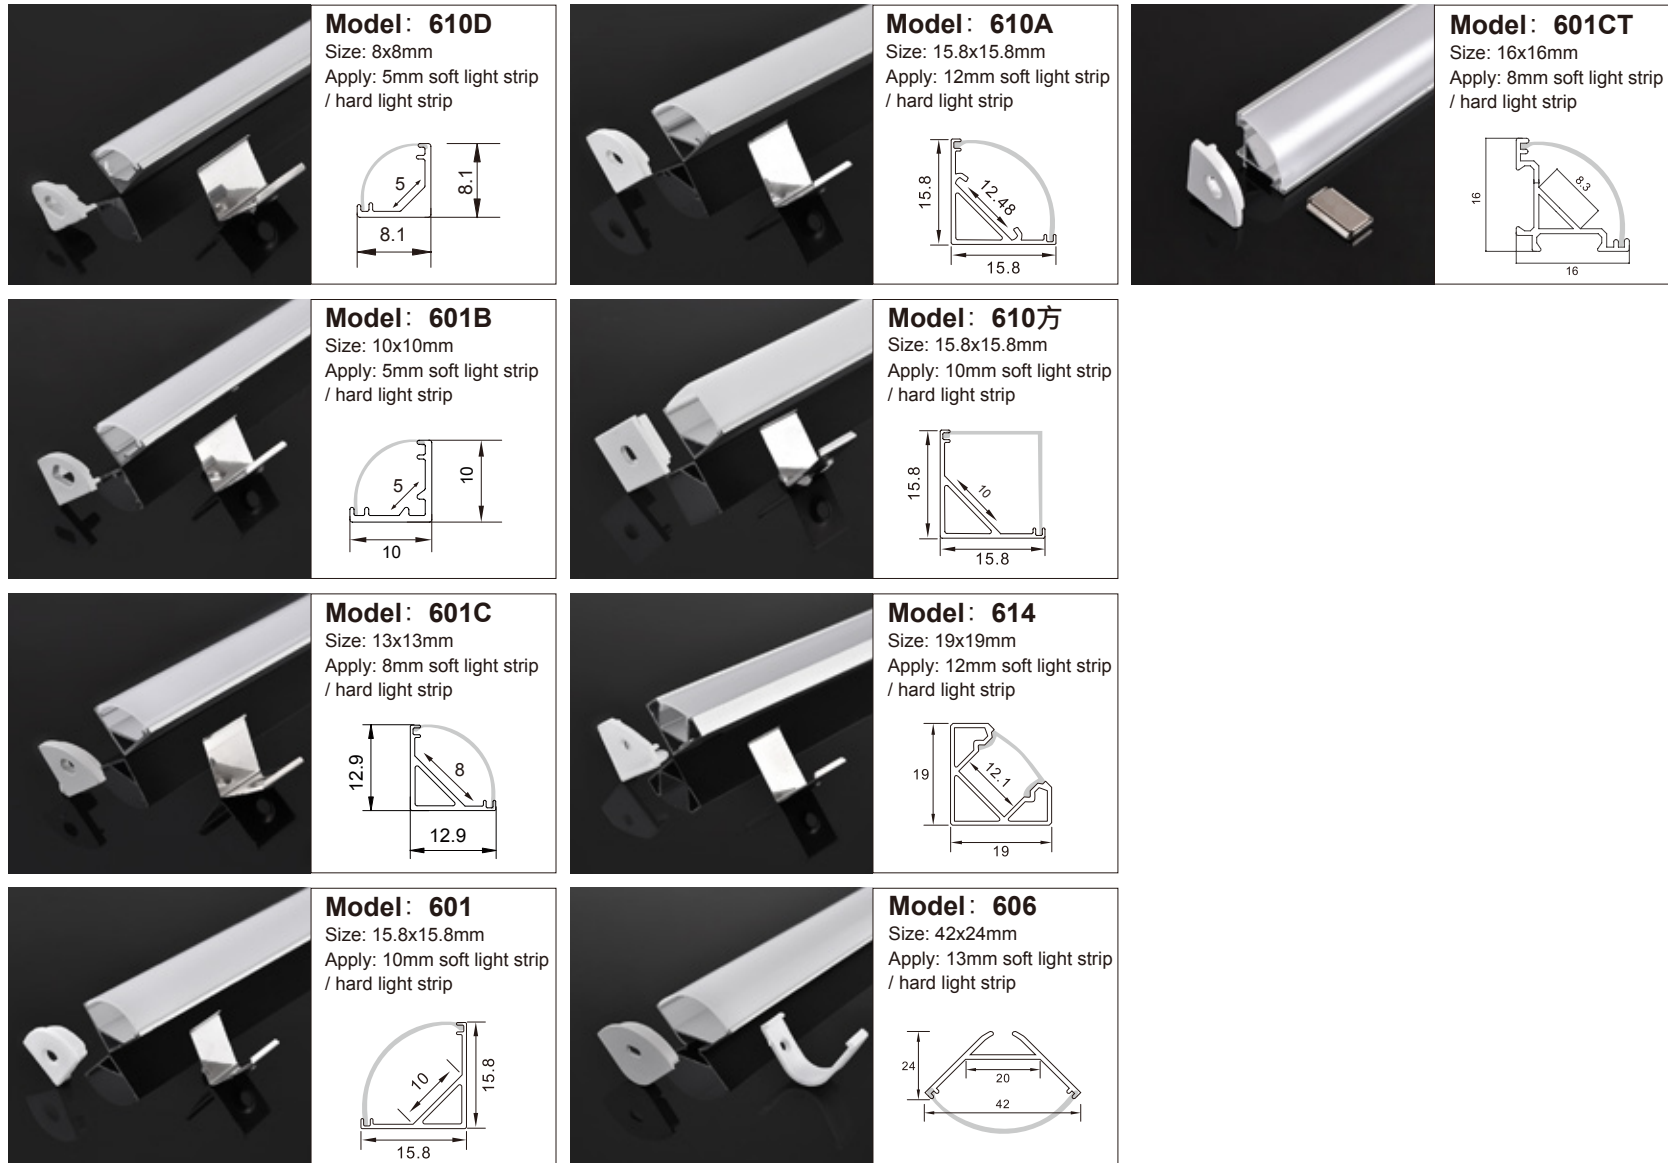 Model：610D
Size: 8x8mm
Apply: 5mm soft light strip
/ hard light strip
5
8.1
8.1
Model：610A
Size: 15.8x15.8mm
Apply: 12mm soft light strip
/ hard light strip
15.8
12.48
15.8
Model：601CT
Size: 16x16mm
Apply: 8mm soft light strip
/ hard light strip
16
8.3
16
Model：601B
Size: 10x10mm
Apply: 5mm soft light strip
/ hard light strip
5
10
10
Model：610方
Size: 15.8x15.8mm
Apply: 10mm soft light strip
/ hard light strip
15.8
10
15.8
Model：601C
Size: 13x13mm
Apply: 8mm soft light strip
/ hard light strip
12.9
8
12.9
Model：614
Size: 19x19mm
Apply: 12mm soft light strip
/ hard light strip
19
12.1
19
Model：601
Size: 15.8x15.8mm
Apply: 10mm soft light strip
/ hard light strip
10
15.8
15.8
Model：606
Size: 42x24mm
Apply: 13mm soft light strip
/ hard light strip
24
20
42